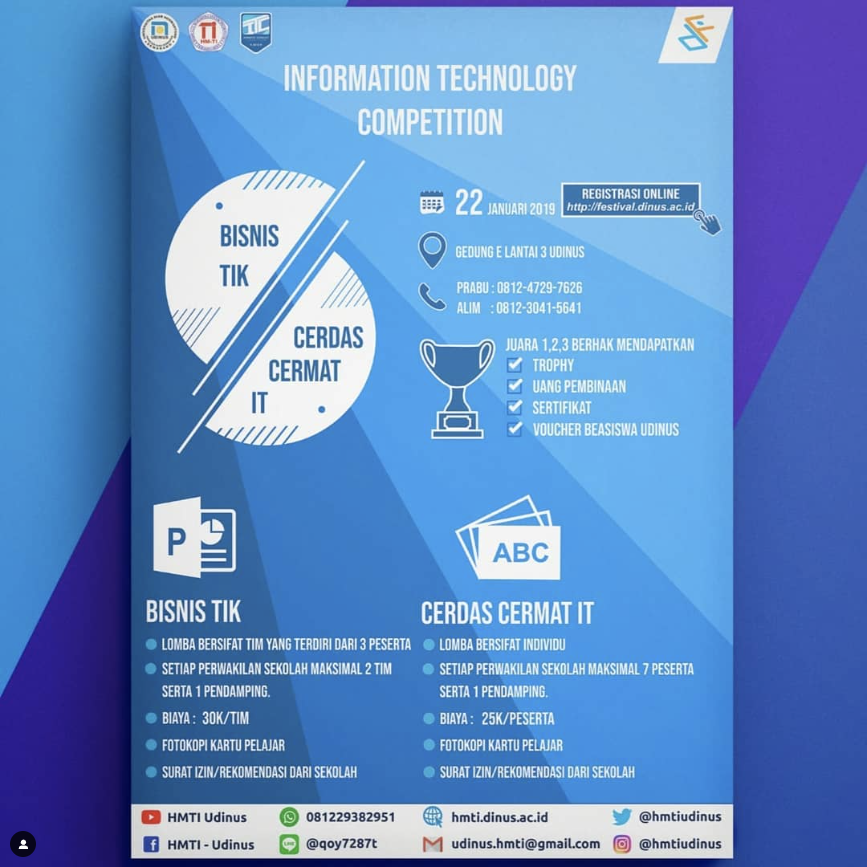 UDINUS
HM-TI
TIC
INFORMATION TECHNOLOGY
COMPETITION
BISNIS
TIK
CERDAS
CERMAT
IT
22 JANUARI 2019
REGISTRASI ONLINE
http://festival.dinus.ac.id
GEDUNG E LANTAI 3 UDINUS
PRABU : 0812-4729-7626
ALIM : 0812-3041-5641
JUARA 1,2,3 BERHAK MENDAPATKAN
TROPHY
UANG PEMBINAAN
SERTIFIKAT
VOUCHER BEASISWA UDINUS
P
ABC
BISNIS TIK
LOMBA BERSIFAT TIM YANG TERDIRI DARI 3 PESERTA
SETIAP PERWAKILAN SEKOLAH MAKSIMAL 2 TIM
SERTA 1 PENDAMPING.
BIAYA : 30K/TIM
FOTOKOPI KARTU PELAJAR
SURAT IZIN/REKOMENDASI DARI SEKOLAH
CERDAS CERMAT IT
LOMBA BERSIFAT INDIVIDU
SETIAP PERWAKILAN SEKOLAH MAKSIMAL 7 PESERTA
SERTA 1 PENDAMPING.
BIAYA : 25K/PESERTA
FOTOKOPI KARTU PELAJAR
SURAT IZIN/REKOMENDASI DARI SEKOLAH
HMTI Udinus
081229382951
hmti.dinus.ac.id
@hmtiudinus
HMTI - Udinus
@qoy7287t
udinus.hmti@gmail.com
@hmtiudinus